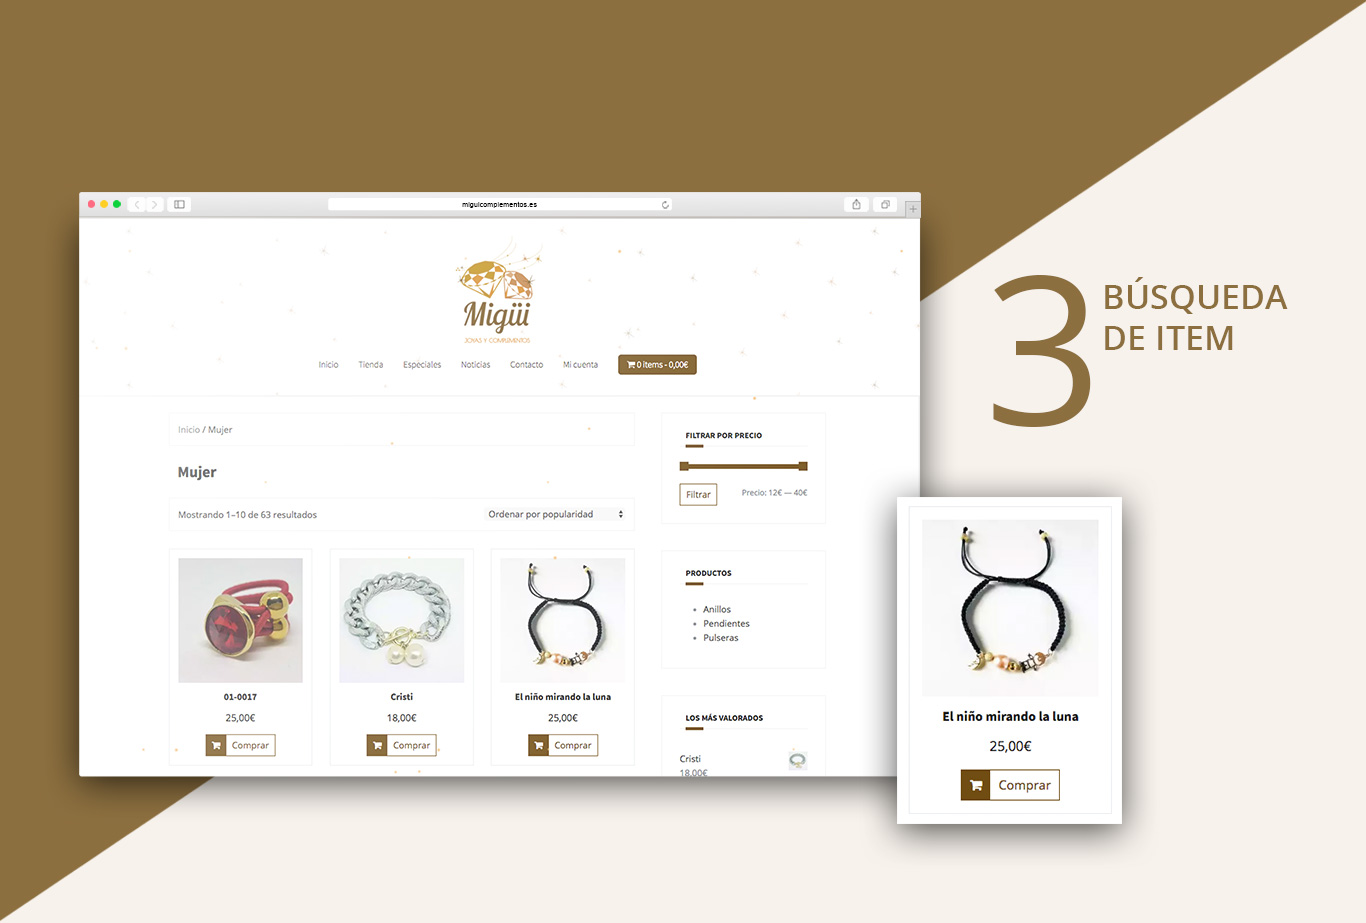 miguicomplementos.es
Migüi
JOYAS Y COMPLEMENTOS
Inicio
Tienda
Especiales
Noticias
Contacto
Mi cuenta
0 items - 0,00€
3
BÚSQUEDA
DE ITEM
Inicio / Mujer
Mujer
Mostrando 1–10 de 63 resultados
Ordenar por popularidad
01-0017
25,00€
Comprar
Cristi
18,00€
Comprar
El niño mirando la luna
25,00€
Comprar
FILTRAR POR PRECIO
Filtrar
Precio: 12€ — 40€
PRODUCTOS
Anillos
Pendientes
Pulseras
LOS MÁS VALORADOS
Cristi
18,00€
El niño mirando la luna
25,00€
Comprar